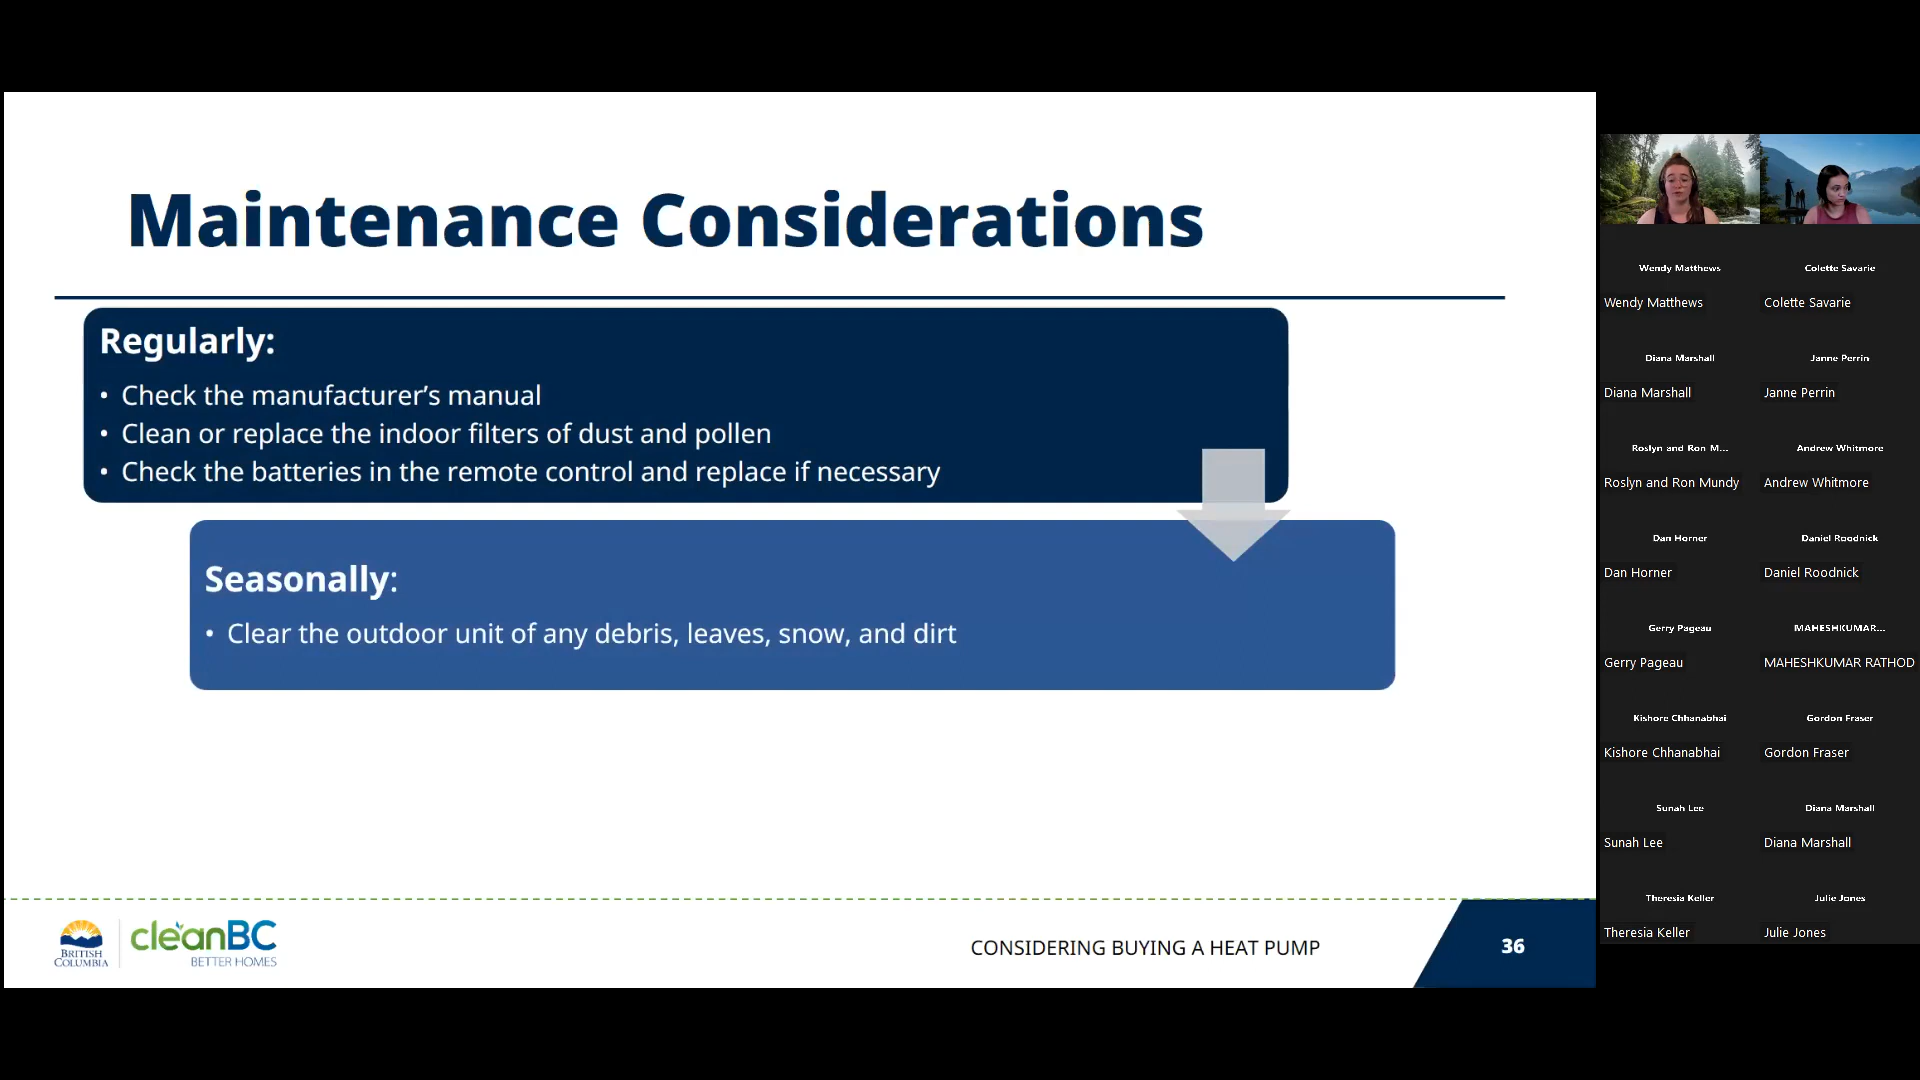 Maintenance Considerations
Regularly:
• Check the manufacturer’s manual
• Clean or replace the indoor filters of dust and pollen
• Check the batteries in the remote control and replace if necessary
Seasonally:
• Clear the outdoor unit of any debris, leaves, snow, and dirt
BRITISH
COLUMBIA
cleanBC
BETTER HOMES
CONSIDERING BUYING A HEAT PUMP
36
Wendy Matthews
Colette Savarie
Wendy Matthews
Colette Savarie
Diana Marshall
Janne Perrin
Diana Marshall
Janne Perrin
Roslyn and Ron M...
Andrew Whitmore
Roslyn and Ron Mundy
Andrew Whitmore
Dan Horner
Daniel Roodnick
Dan Horner
Daniel Roodnick
Gerry Pageau
MAHESHKUMAR...
Gerry Pageau
MAHESHKUMAR RATHOD
Kishore Chhanabhai
Gordon Fraser
Kishore Chhanabhai
Gordon Fraser
Sunah Lee
Diana Marshall
Sunah Lee
Diana Marshall
Theresia Keller
Julie Jones
Theresia Keller
Julie Jones